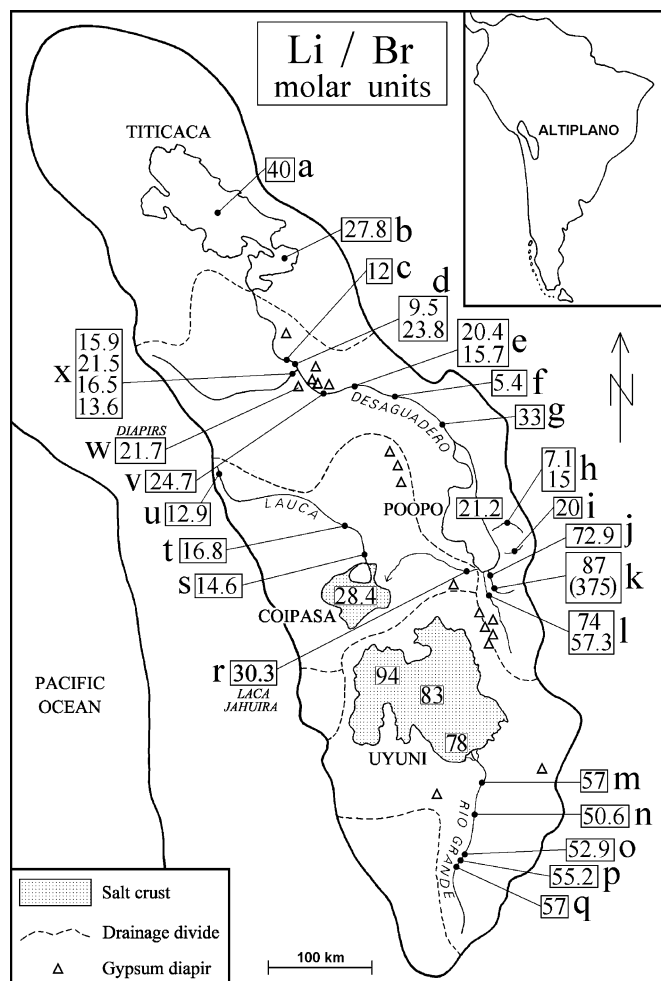 Li / Br
molar units
ALTIPLANO
TITICACA
40 a
27.8 b
12 c
d
9.5
23.8
20.4
15.7
e
5.4 f
33 g
DESAGUADERO
15.9
21.5
16.5
13.6
x
DIAPIRS
w 21.7
v 24.7
u 12.9
LAUCA
t 16.8
s 14.6
POOPO
21.2
7.1
15
h
20 i
72.9 j
87
(375)
k
74
57.3
l
28.4
COIPASA
r 30.3
LACA
JAHUIRA
94
83
78
UYUNI
PACIFIC
OCEAN
57 m
50.6 n
52.9 o
55.2 p
57 q
RIO GRANDE
N
Salt crust
Drainage divide
Gypsum diapir
100 km